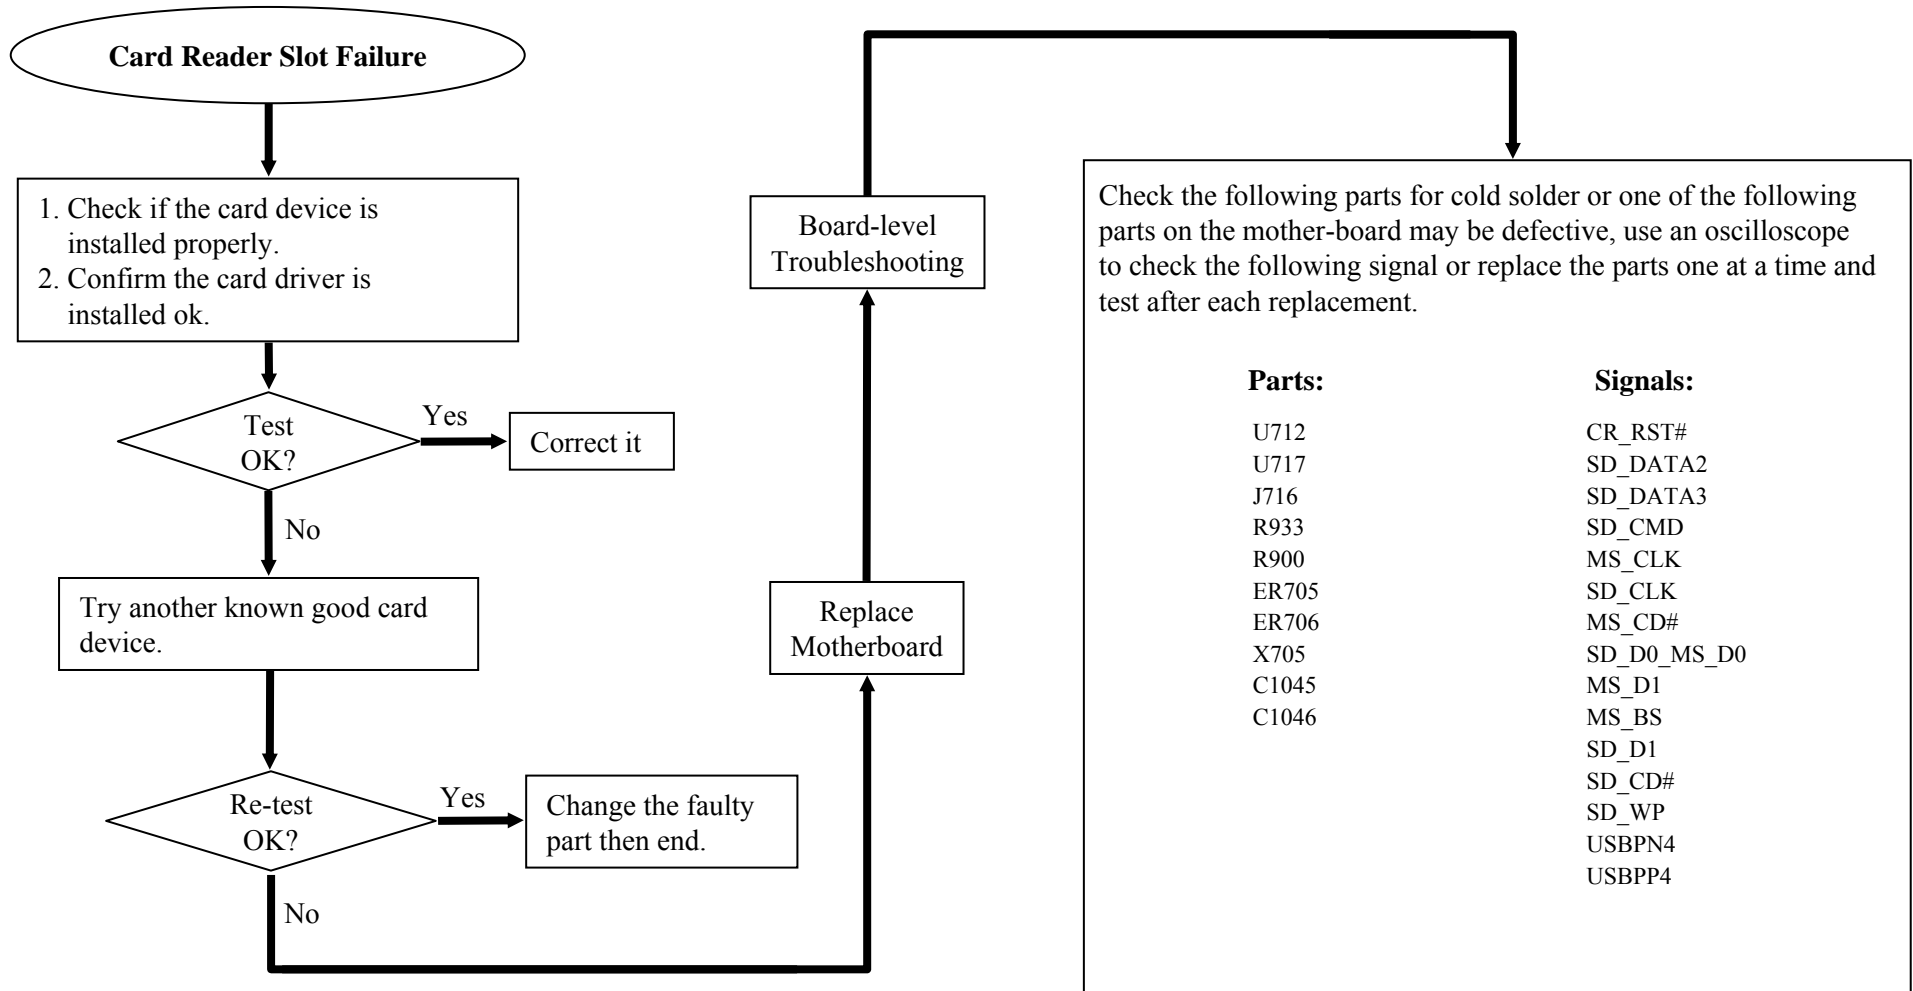 Card Reader Slot Failure
1. Check if the card device is
installed properly.
2. Confirm the card driver is
installed ok.
Test
OK?
Yes
Correct it
No
Try another known good card
device.
Re-test
OK?
Yes
Change the faulty
part then end.
No
Replace
Motherboard
Board-level
Troubleshooting
Check the following parts for cold solder or one of the following
parts on the mother-board may be defective, use an oscilloscope
to check the following signal or replace the parts one at a time and
test after each replacement.
Parts:
U712
U717
J716
R933
R900
ER705
ER706
X705
C1045
C1046
Signals:
CR_RST#
SD_DATA2
SD_DATA3
SD_CMD
MS_CLK
SD_CLK
MS_CD#
SD_D0_MS_D0
MS_D1
MS_BS
SD_D1
SD_CD#
SD_WP
USBPN4
USBPP4